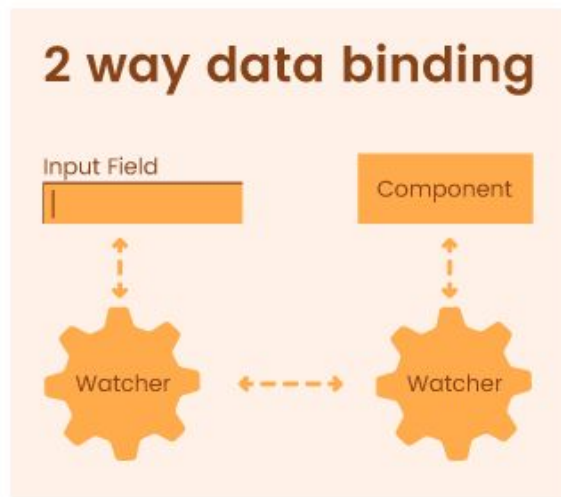 2 way data binding
Input Field
Component
Watcher
Watcher